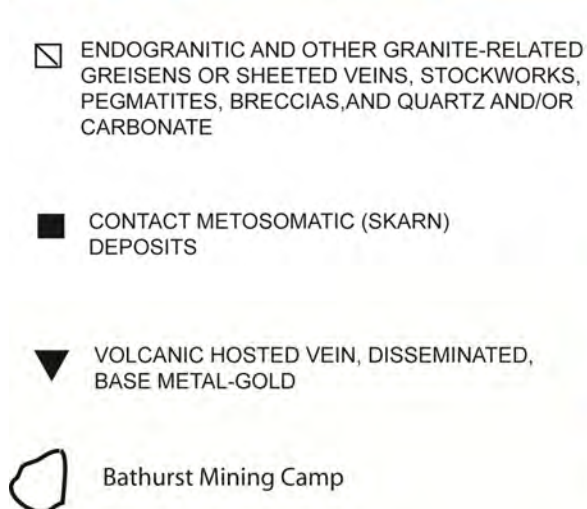 ENDOGRANITIC AND OTHER GRANITE-RELATED
GREISENS OR SHEETED VEINS, STOCKWORKS,
PEGMATITES, BRECCIAS,AND QUARTZ AND/OR
CARBONATE
CONTACT METOSOMATIC (SKARN)
DEPOSITS
VOLCANIC HOSTED VEIN, DISSEMINATED,
BASE METAL-GOLD
Bathurst Mining Camp